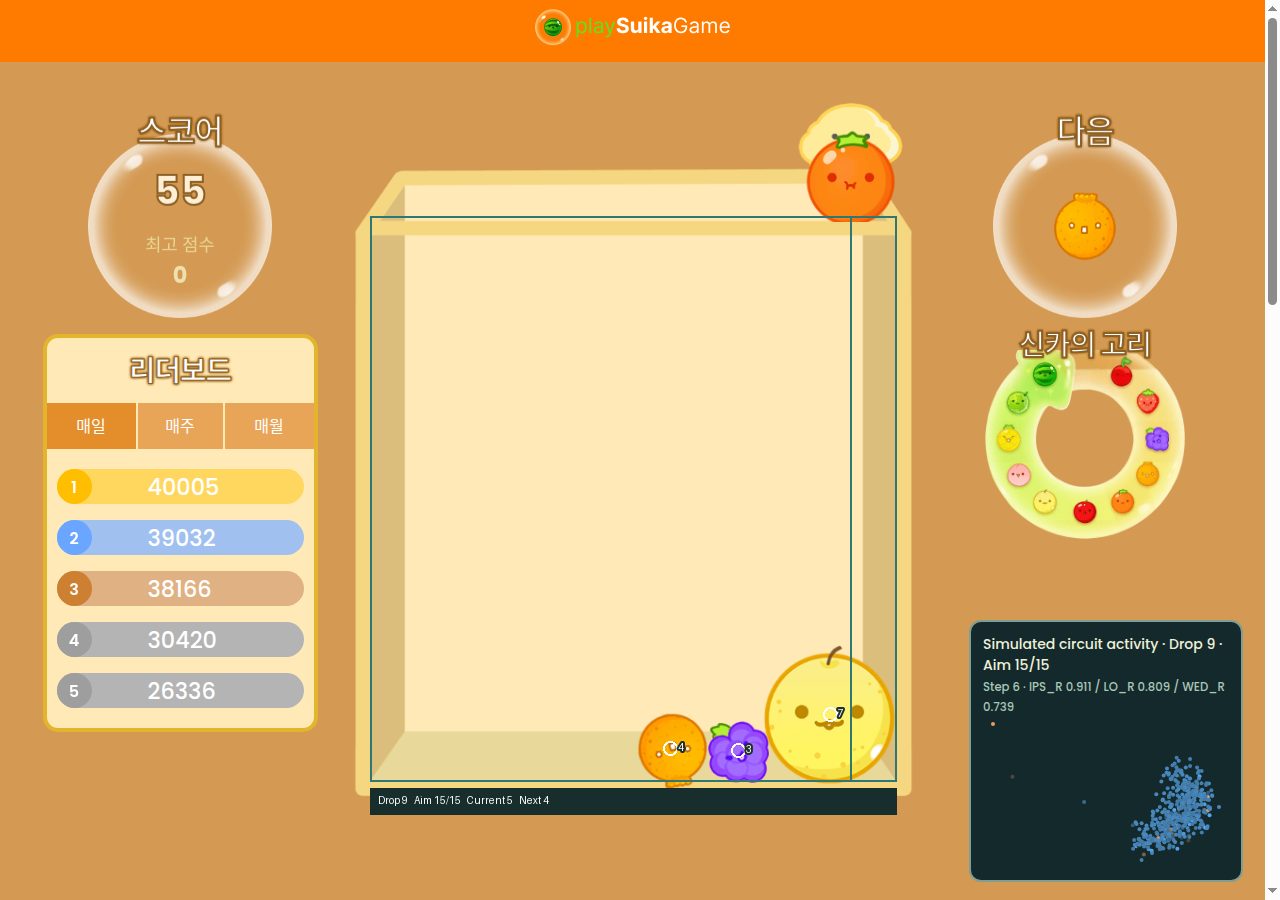 playSuikaGame
스코어
55
최고 점수
0
다음
리더보드
매일 매주 매월
1 40005
2 39032
3 38166
4 30420
5 26336
신카의 고리
7
4
3
Drop 9 Aim 15/15 Current 5 Next 4
Simulated circuit activity · Drop 9 ·
Aim 15/15
Step 6 · IPS_R 0.911 / LO_R 0.809 / WED_R
0.739